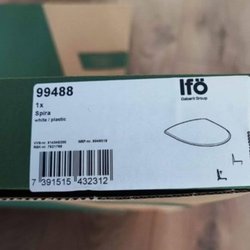 99488
Ifö
Geberit Group
1x
Spira
white / plastic
7 391515 432312